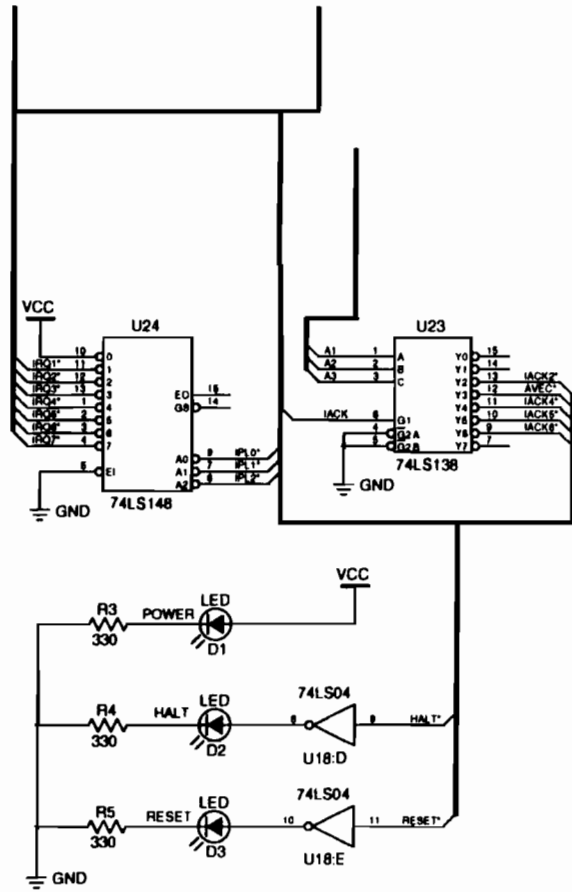 VCC
U24
10 0
IRQ1* 11 1
IRQ2* 12 2
IRQ3* 13 3
IRQ4* 1 4
IRQ5* 2 5
IRQ6* 3 6
IRQ7* 4 7
5 EI
EO 15
GS 14
A0 9 IPL0*
A1 7 IPL1*
A2 6 IPL2*
74LS148
GND
U23
A1 1 A
A2 2 B
A3 3 C
IACK 6 G1
4 G2A
5 G2B
Y0 15
Y1 14
Y2 13 IACK2*
Y3 12 AVEC*
Y4 11 IACK4*
Y5 10 IACK5*
Y6 9 IACK6*
Y7 7
74LS138
GND
VCC
R3
330
POWER
LED
D1
R4
330
HALT
LED
D2
74LS04
8 9
HALT*
U18:D
R5
330
RESET
LED
D3
74LS04
10 11
RESET*
U18:E
GND